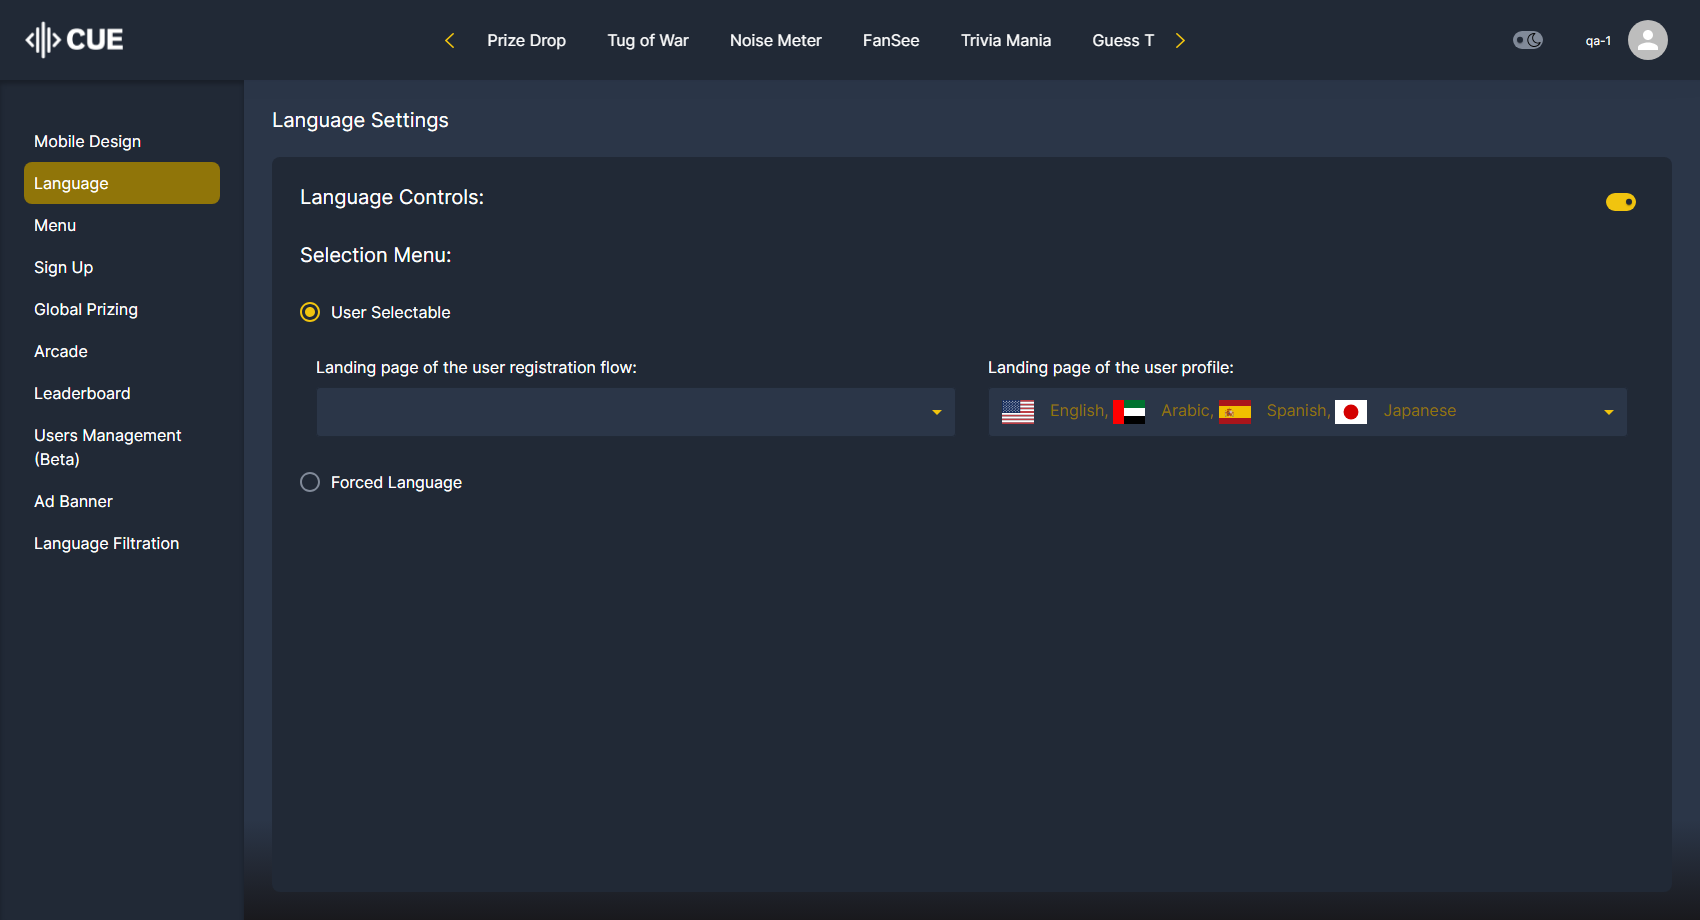 CUE
Prize Drop
Tug of War
Noise Meter
FanSee
Trivia Mania
Guess T
qa-1
Mobile Design
Language
Menu
Sign Up
Global Prizing
Arcade
Leaderboard
Users Management
(Beta)
Ad Banner
Language Filtration
Language Settings
Language Controls:
Selection Menu:
User Selectable
Landing page of the user registration flow:
Landing page of the user profile:
English, Arabic, Spanish, Japanese
Forced Language